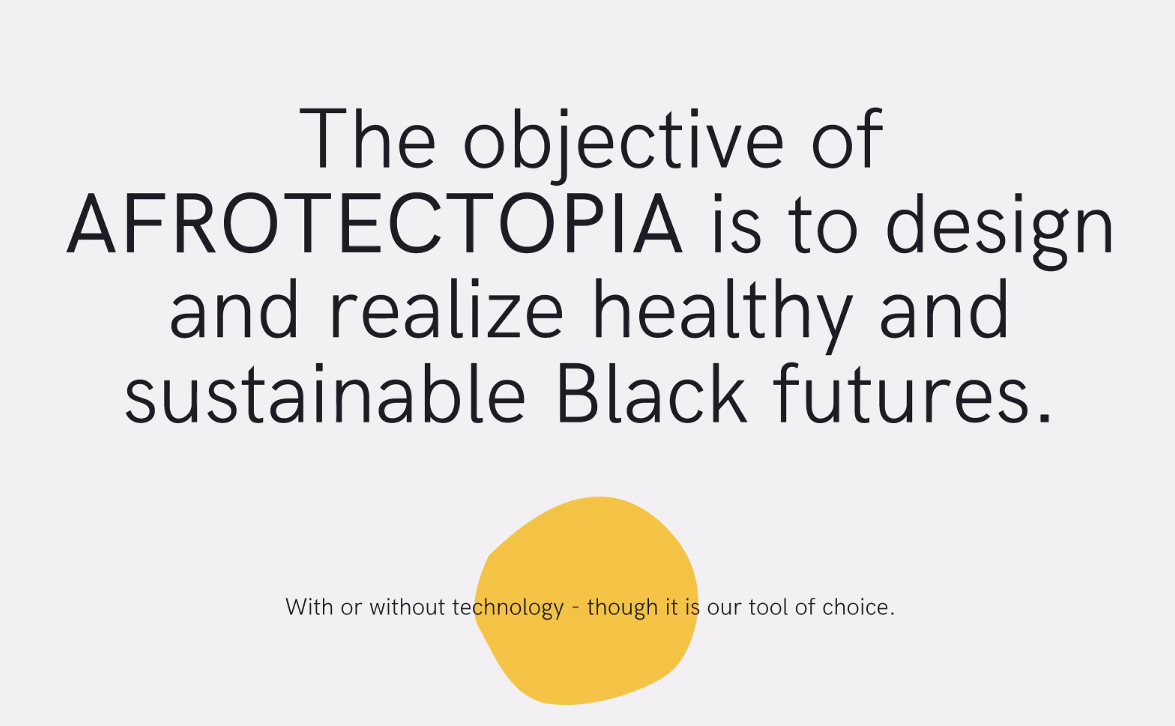 The objective of
AFROTECTOPIA is to design
and realize healthy and
sustainable Black futures.
With or without technology - though it is our tool of choice.